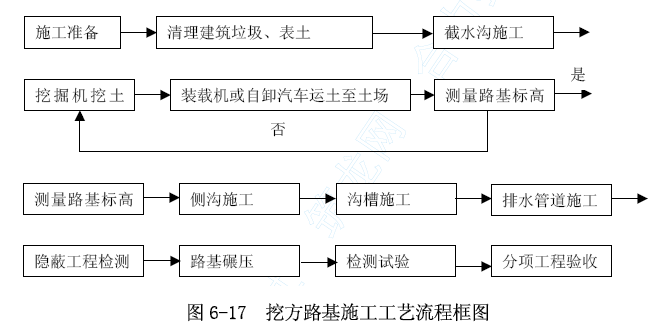 施工准备 清理建筑垃圾、表土 截水沟施工
是
挖掘机挖土 装载机或自卸汽车运土至土场 测量路基标高
否
测量路基标高 侧沟施工 沟槽施工 排水管道施工
隐蔽工程检测 路基碾压 检测试验 分项工程验收
图 6-17 挖方路基施工工艺流程框图